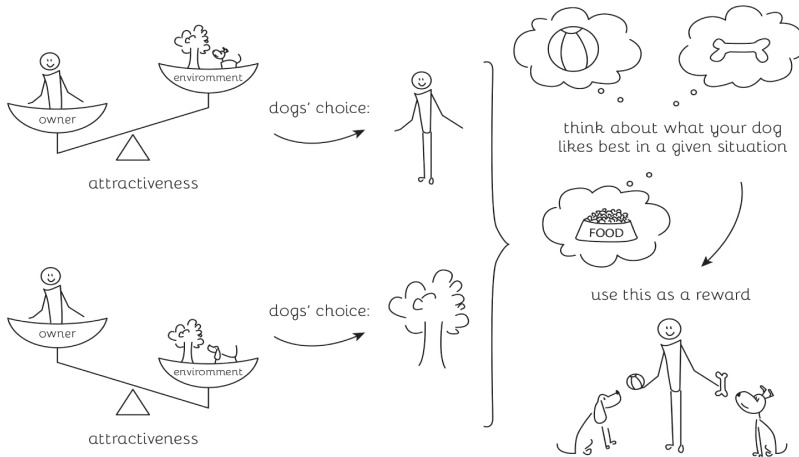 owner
environment
attractiveness
dogs' choice:
owner
environment
attractiveness
dogs' choice:
think about what your dog
likes best in a given situation
FOOD
use this as a reward